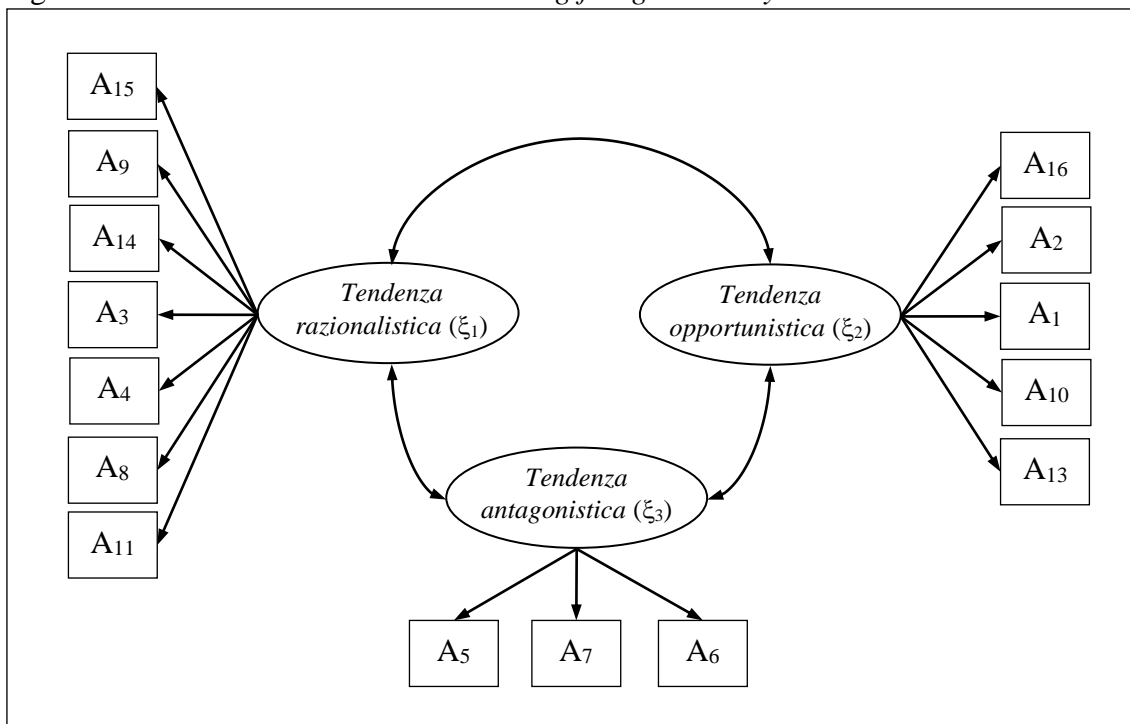 A15
A9
A14
A3
A4
A8
A11
Tendenza
razionalistica (ξ1)
Tendenza
opportunistica (ξ2)
Tendenza
antagonistica (ξ3)
A16
A2
A1
A10
A13
A5
A7
A6